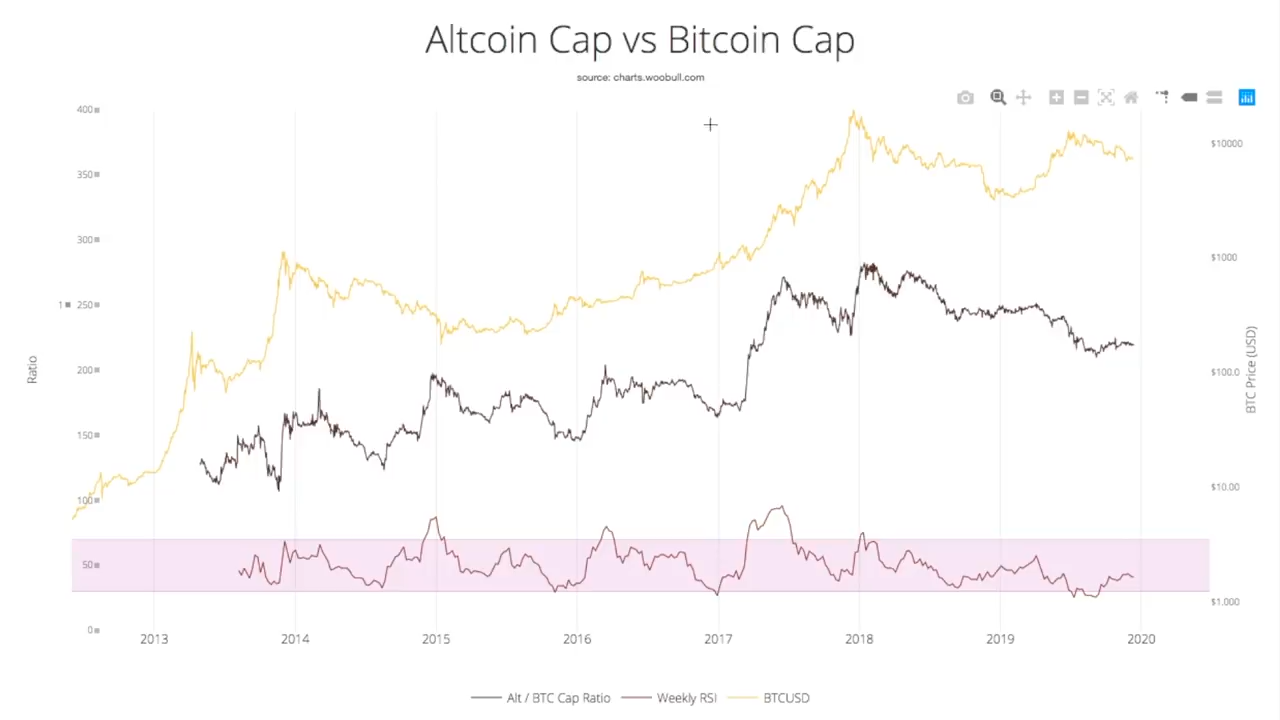 Altcoin Cap vs Bitcoin Cap
source: charts.woobull.com
400
350
300
1
250
200
150
100
50
0
Ratio
$10000
$1000
$100.0
$10.00
$1.000
BTC Price (USD)
2013 2014 2015 2016 2017 2018 2019 2020
Alt / BTC Cap Ratio Weekly RSI BTCUSD